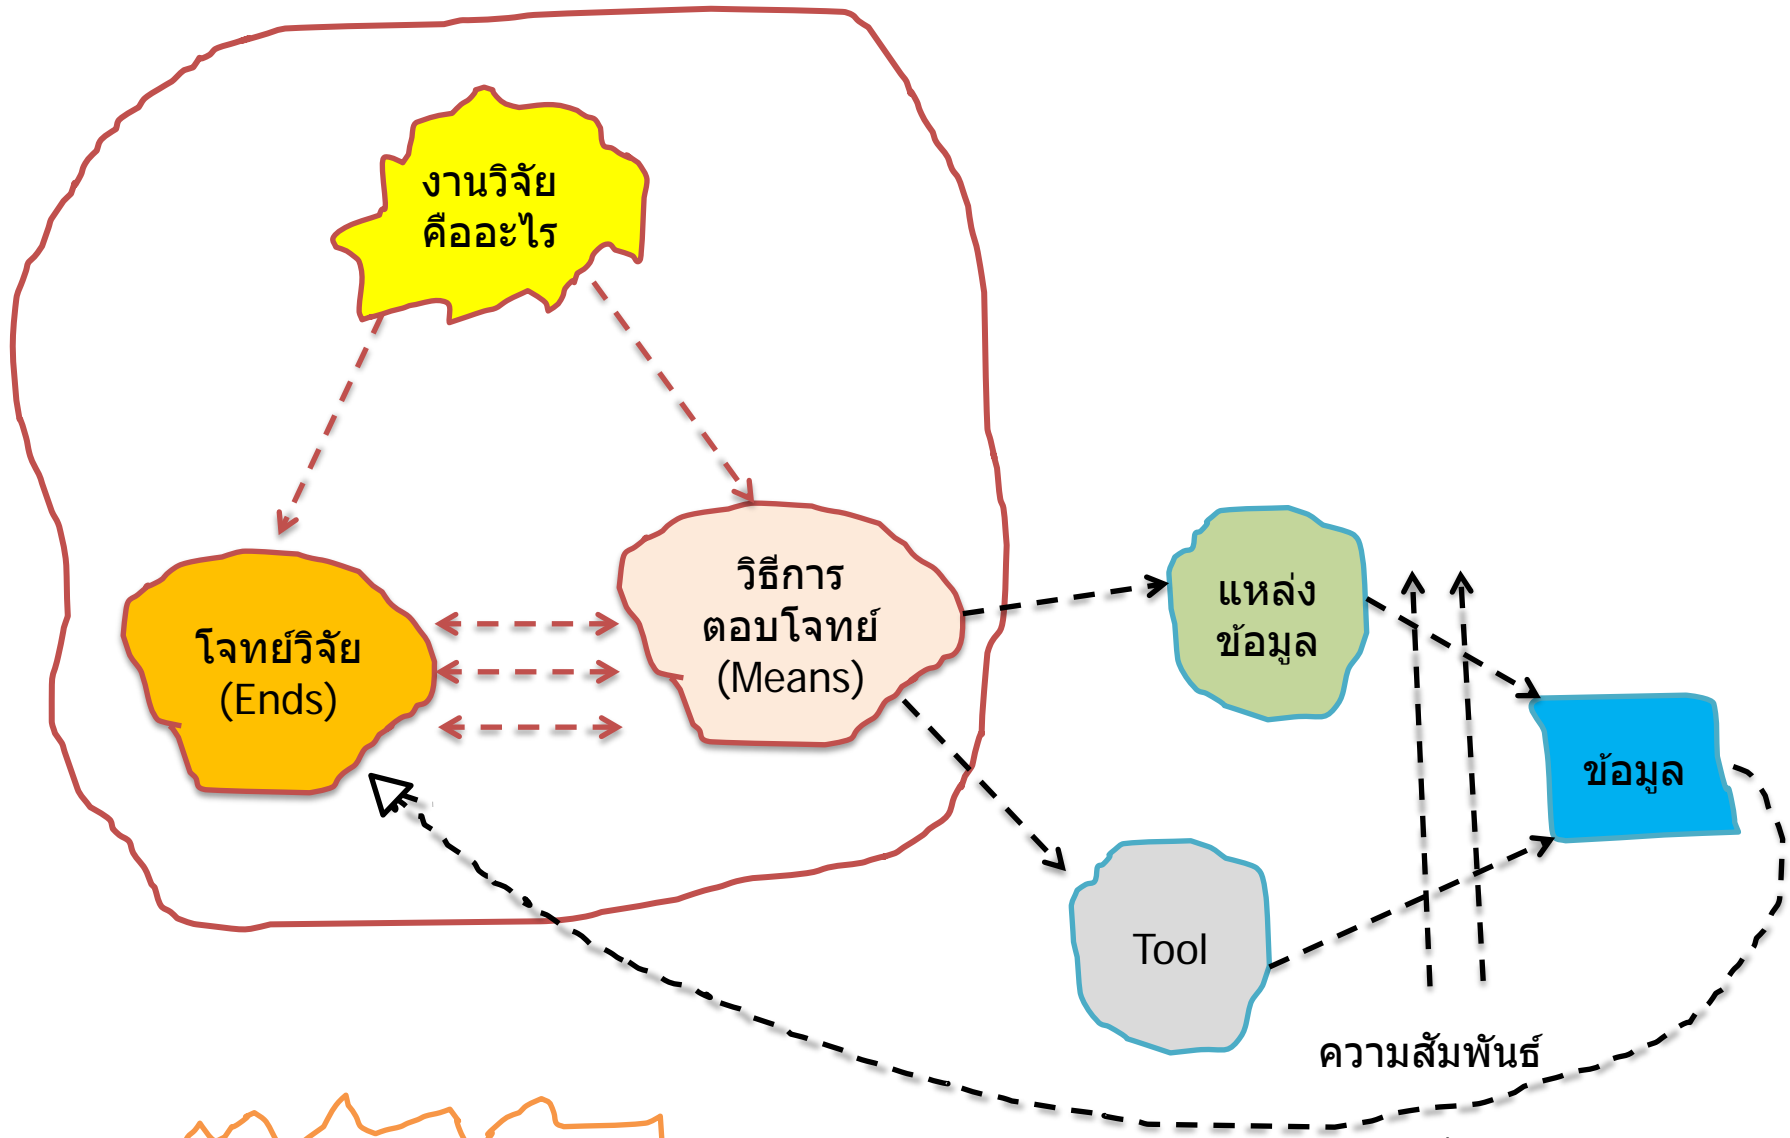 งานวิจัย
คืออะไร
โจทย์วิจัย
(Ends)
วิธีการ
ตอบโจทย์
(Means)
แหล่ง
ข้อมูล
ข้อมูล
Tool
ความสัมพันธ์